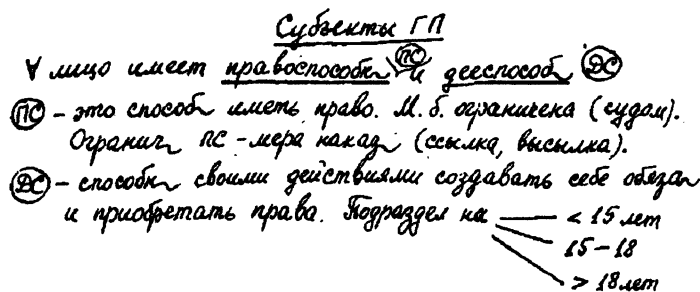 Субъекты ГП
∀ лицо имеет правоспособн (ПС) и дееспособ (ДС)
(ПС) – это способн иметь право. М. б. ограничена (судом).
Огранич ПС – мера наказ (ссылка, высылка).
(ДС) – способн своими действиями создавать себе обязан
и приобретать права. Подраздел на < 15 лет
15 – 18
> 18 лет